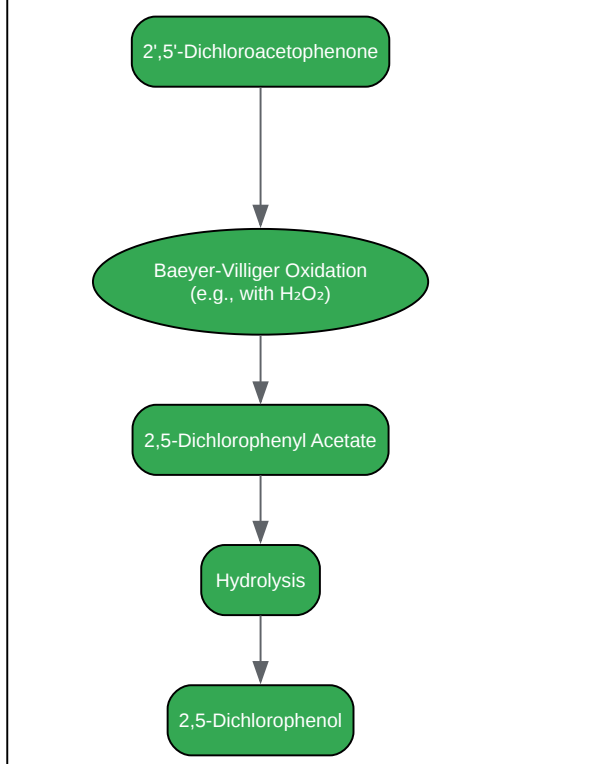 2',5'-Dichloroacetophenone
Baeyer-Villiger Oxidation
(e.g., with H₂O₂)
2,5-Dichlorophenyl Acetate
Hydrolysis
2,5-Dichlorophenol